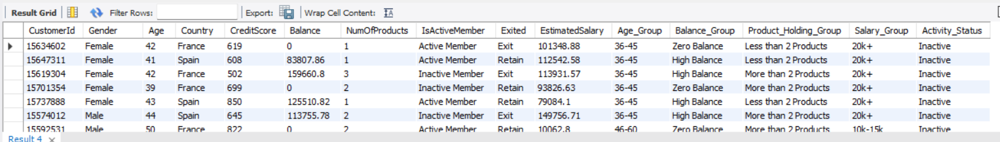 Result Grid Filter Rows: Export: Wrap Cell Content:
CustomerId Gender Age Country CreditScore Balance NumOfProducts IsActiveMember Exited EstimatedSalary Age_Group Balance_Group Product_Holding_Group Salary_Group Activity_Status
15634602 Female 42 France 619 0 1 Active Member Exit 101348.88 36-45 Zero Balance Less than 2 Products 20k+ Inactive
15647311 Female 41 Spain 608 83807.86 1 Active Member Retain 112542.58 36-45 High Balance Less than 2 Products 20k+ Inactive
15619304 Female 42 France 502 159660.8 3 Inactive Member Exit 113931.57 36-45 High Balance More than 2 Products 20k+ Inactive
15701354 Female 39 France 699 0 2 Inactive Member Retain 93826.63 36-45 Zero Balance More than 2 Products 20k+ Inactive
15737888 Female 43 Spain 850 125510.82 1 Active Member Retain 79084.1 36-45 High Balance Less than 2 Products 20k+ Inactive
15574012 Male 44 Spain 645 113755.78 2 Inactive Member Exit 149756.71 36-45 High Balance More than 2 Products 20k+ Inactive
15592531 Male 50 France 822 0 2 Active Member Retain 10062.8 46-60 Zero Balance More than 2 Products 10k-15k Inactive
Result 4